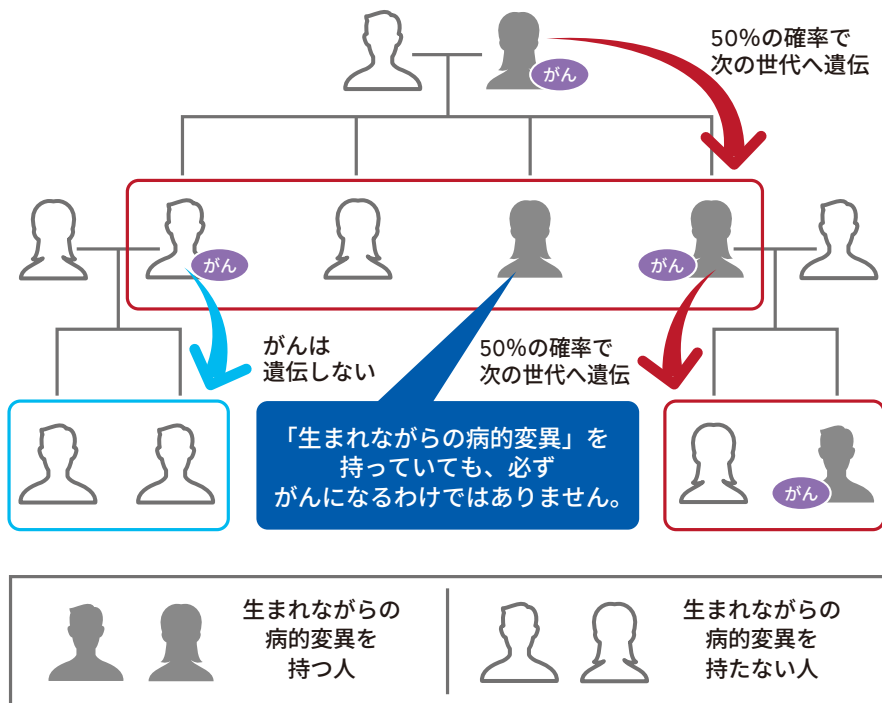 50%の確率で
次の世代へ遺伝
がん
がん
がん
がんは
遺伝しない
50%の確率で
次の世代へ遺伝
「生まれながらの病的変異」を
持っていても、必ず
がんになるわけではありません。
がん
生まれながらの
病的変異を
持つ人
生まれながらの
病的変異を
持たない人